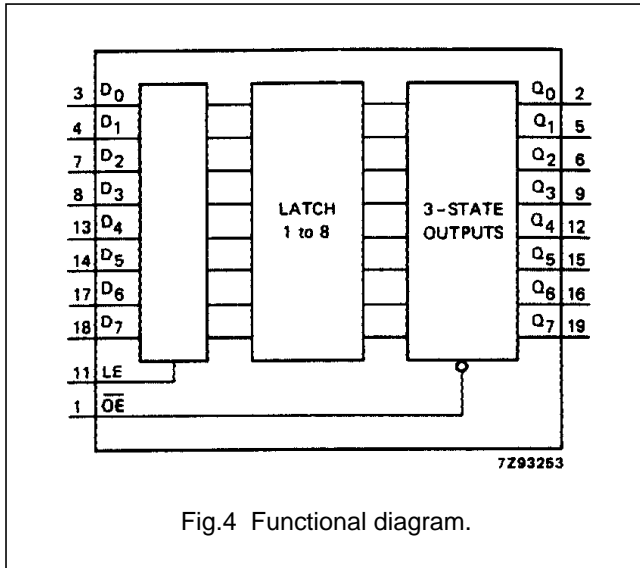 3 D0 Q0 2
4 D1 Q1 5
7 D2 Q2 6
8 D3 Q3 9
13 D4 LATCH 3-STATE Q4 12
14 D5 1 to 8 OUTPUTS Q5 15
17 D6 Q6 16
18 D7 Q7 19
11 LE
1 O̅E̅
7Z93253
Fig.4 Functional diagram.